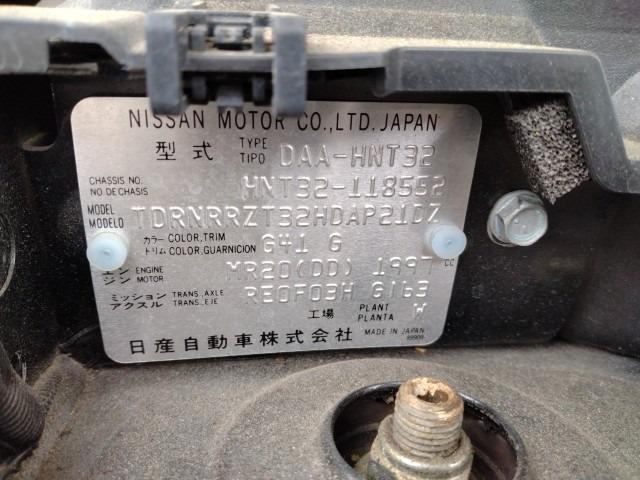 NISSAN MOTOR CO.,LTD. JAPAN
型式 TYPE TIPO DAA-HNT32
CHASSIS NO. NO. DE CHASIS HNT32-118552
MODEL MODELO TDRNRRZT32HDAP21DZ
カラー COLOR, TRIM トリム COLOR, GUARNICION G41 G
エンジン ENGINE MOTOR MR20(DD) 1997 CC
ミッション アクスル TRANS., AXLE TRANS., EJE RE0F03H G163
工場 PLANT PLANTA W
日産自動車株式会社 MADE IN JAPAN